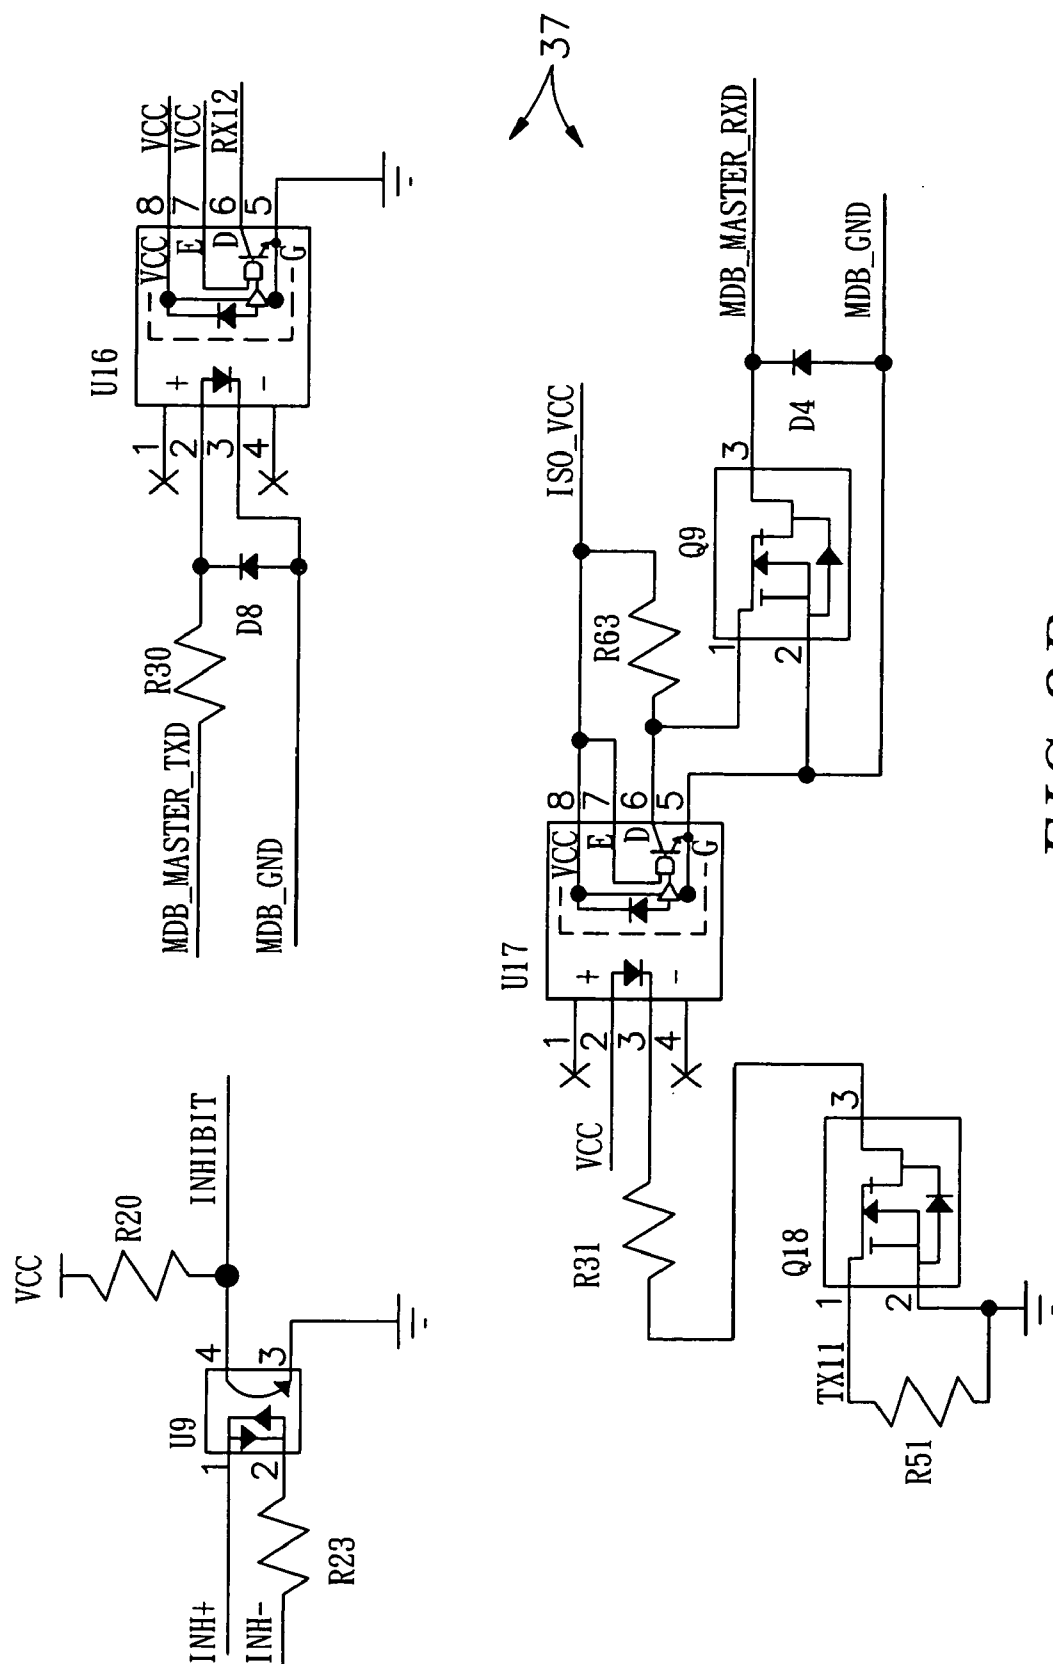 VCC
R20
INHIBIT
U9
4
3
1
2
INH+
INH-
R23
MDB_MASTER_TXD
R30
D8
MDB_GND
U16
1
2
3
4
+
-
VCC
E
D
G
8
7
6
5
VCC
VCC
RX12
37
TX11
R51
Q18
1
2
3
R31
VCC
U17
1
2
3
4
+
-
VCC
E
D
G
8
7
6
5
R63
ISO_VCC
Q9
1
2
3
D4
MDB_MASTER_RXD
MDB_GND